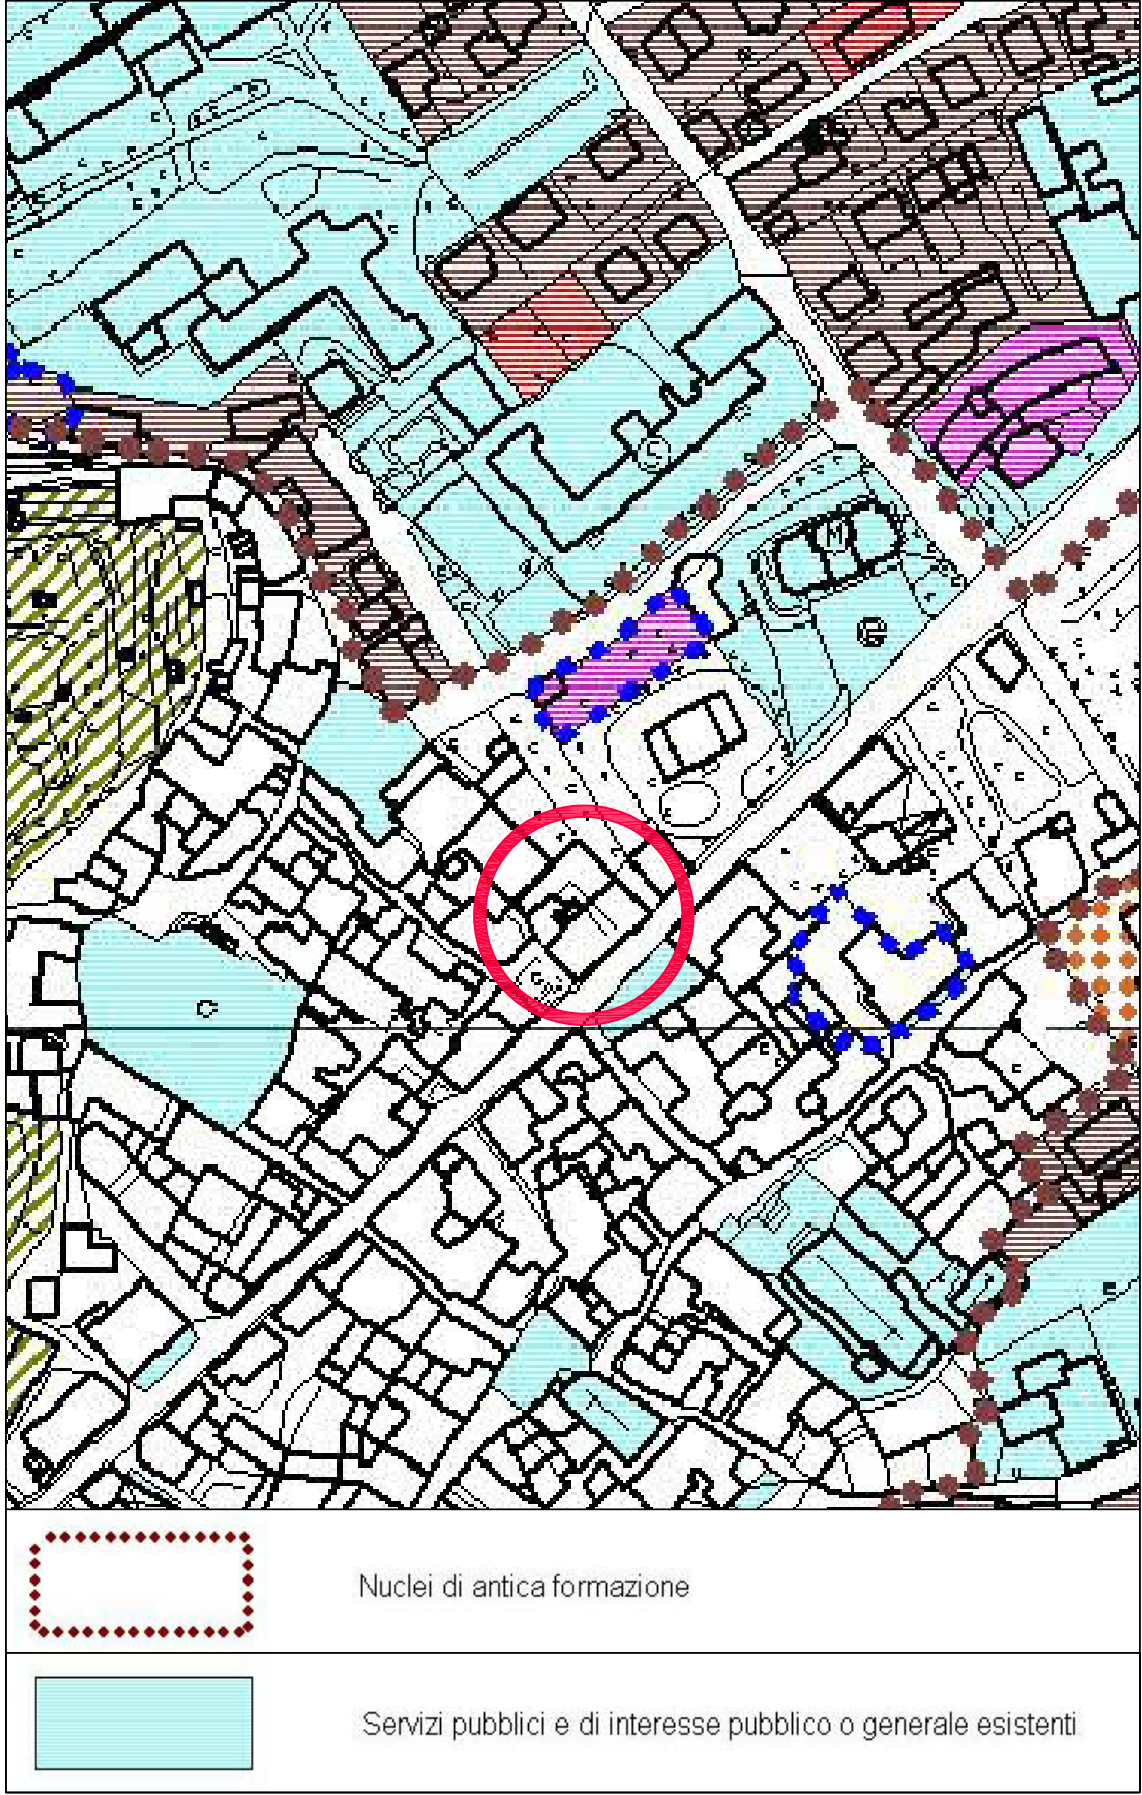 M
C
Nuclei di antica formazione
Servizi pubblici e di interesse pubblico o generale esistenti